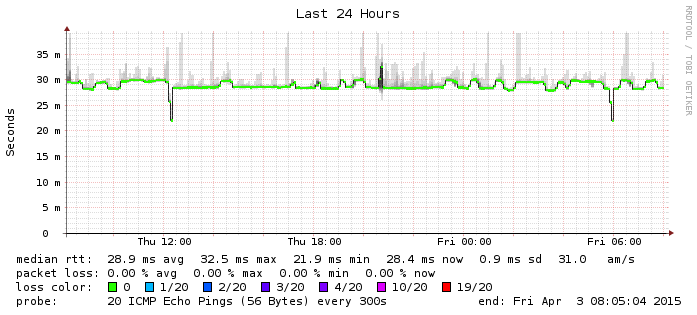 Last 24 Hours
RRDTOOL / TOBI OETIKER
Seconds
35 m
30 m
25 m
20 m
15 m
10 m
5 m
0
Thu 12:00 Thu 18:00 Fri 00:00 Fri 06:00
median rtt: 28.9 ms avg 32.5 ms max 21.9 ms min 28.4 ms now 0.9 ms sd 31.0 am/s
packet loss: 0.00 % avg 0.00 % max 0.00 % min 0.00 % now
loss color: 0 1/20 2/20 3/20 4/20 10/20 19/20
probe: 20 ICMP Echo Pings (56 Bytes) every 300s end: Fri Apr 3 08:05:04 2015